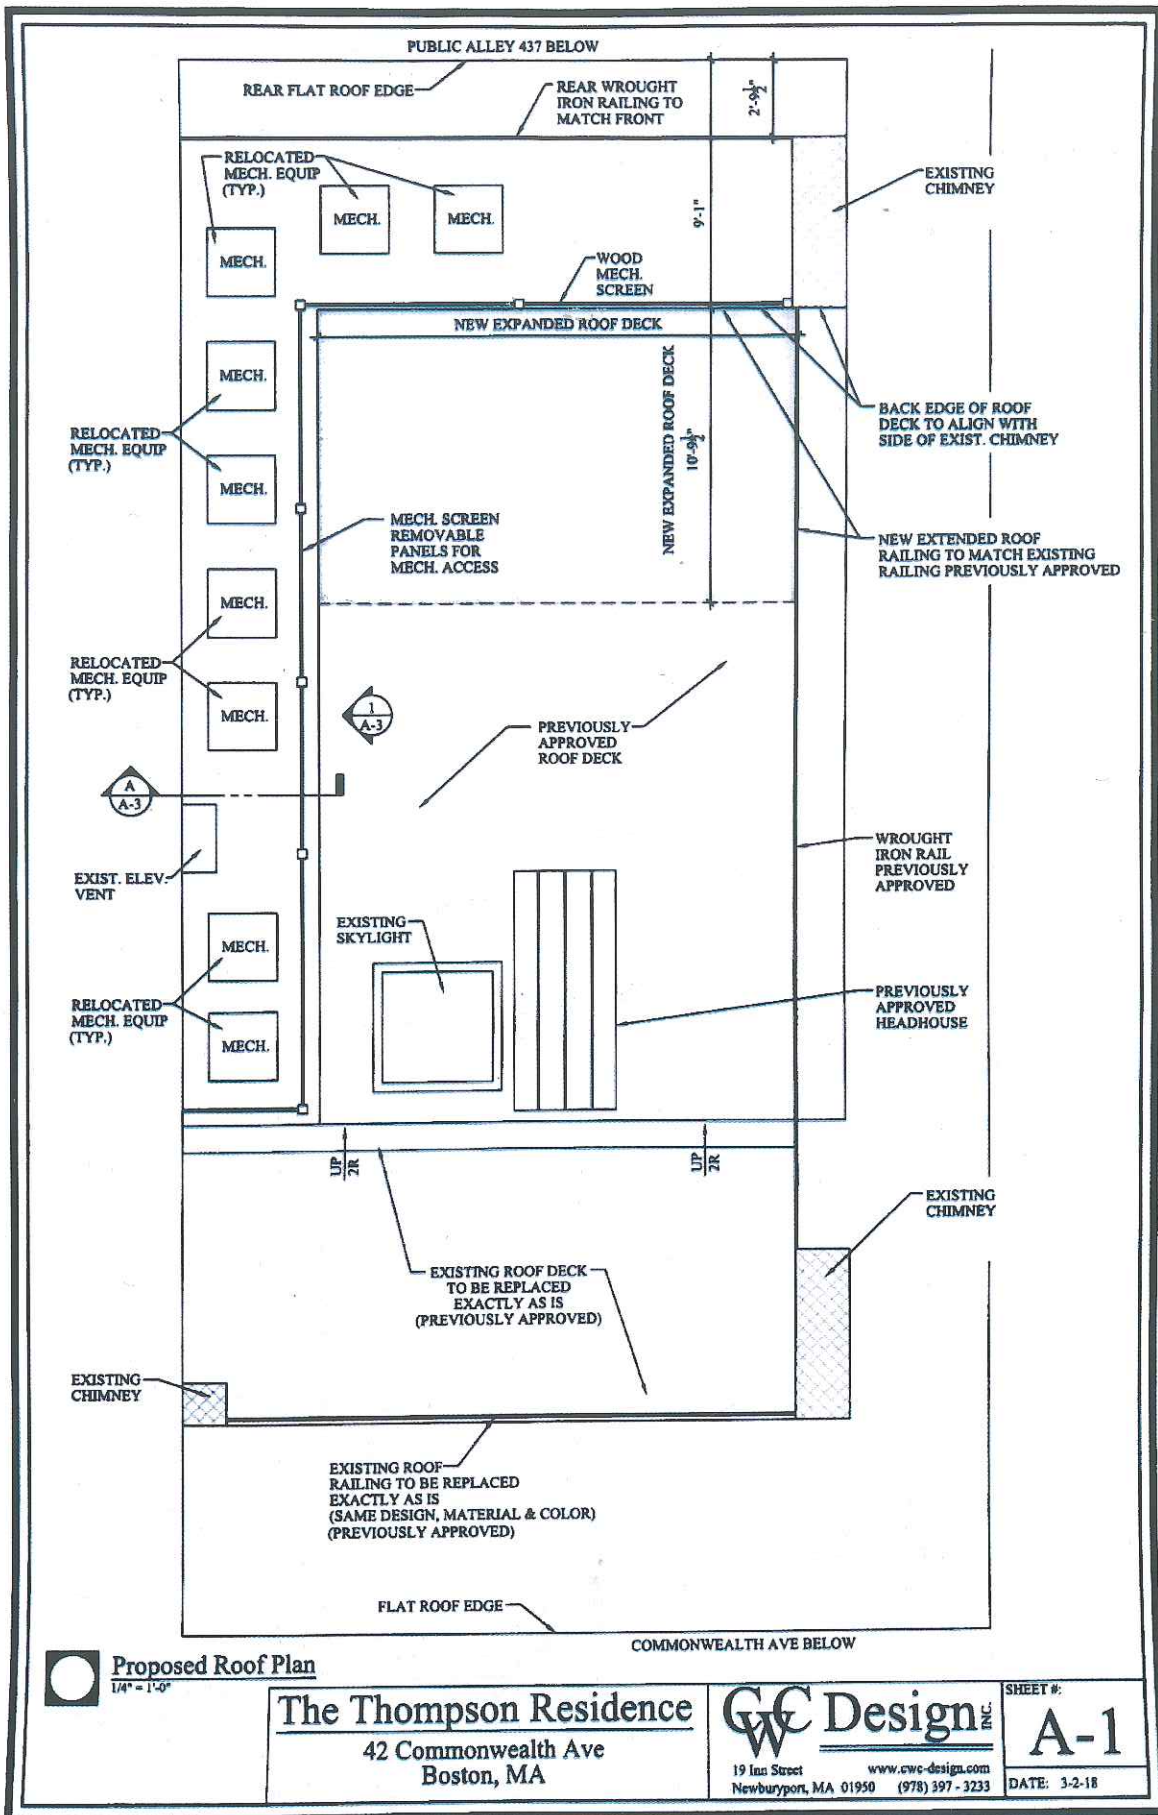 PUBLIC ALLEY 437 BELOW
REAR FLAT ROOF EDGE
REAR WROUGHT
IRON RAILING TO
MATCH FRONT
2'-9½"
RELOCATED
MECH. EQUIP
(TYP.)
EXISTING
CHIMNEY
MECH.
MECH.
9'-1"
MECH.
WOOD
MECH.
SCREEN
NEW EXPANDED ROOF DECK
MECH.
NEW EXPANDED ROOF DECK
10'-9½"
BACK EDGE OF ROOF
DECK TO ALIGN WITH
SIDE OF EXIST. CHIMNEY
RELOCATED
MECH. EQUIP
(TYP.)
MECH.
MECH. SCREEN
REMOVABLE
PANELS FOR
MECH. ACCESS
NEW EXTENDED ROOF
RAILING TO MATCH EXISTING
RAILING PREVIOUSLY APPROVED
MECH.
RELOCATED
MECH. EQUIP
(TYP.)
MECH.
1
A-3
PREVIOUSLY
APPROVED
ROOF DECK
A
A-3
EXIST. ELEV.
VENT
WROUGHT
IRON RAIL
PREVIOUSLY
APPROVED
EXISTING
SKYLIGHT
MECH.
RELOCATED
MECH. EQUIP
(TYP.)
MECH.
PREVIOUSLY
APPROVED
HEADHOUSE
UP
2R
UP
2R
EXISTING
CHIMNEY
EXISTING ROOF DECK
TO BE REPLACED
EXACTLY AS IS
(PREVIOUSLY APPROVED)
EXISTING
CHIMNEY
EXISTING ROOF
RAILING TO BE REPLACED
EXACTLY AS IS
(SAME DESIGN, MATERIAL & COLOR)
(PREVIOUSLY APPROVED)
FLAT ROOF EDGE
COMMONWEALTH AVE BELOW
Proposed Roof Plan
1/4" = 1'-0"
The Thompson Residence
42 Commonwealth Ave
Boston, MA
CWC Design INC.
19 Inn Street www.cwc-design.com
Newburyport, MA 01950 (978) 397 - 3233
SHEET #:
A-1
DATE: 3-2-18